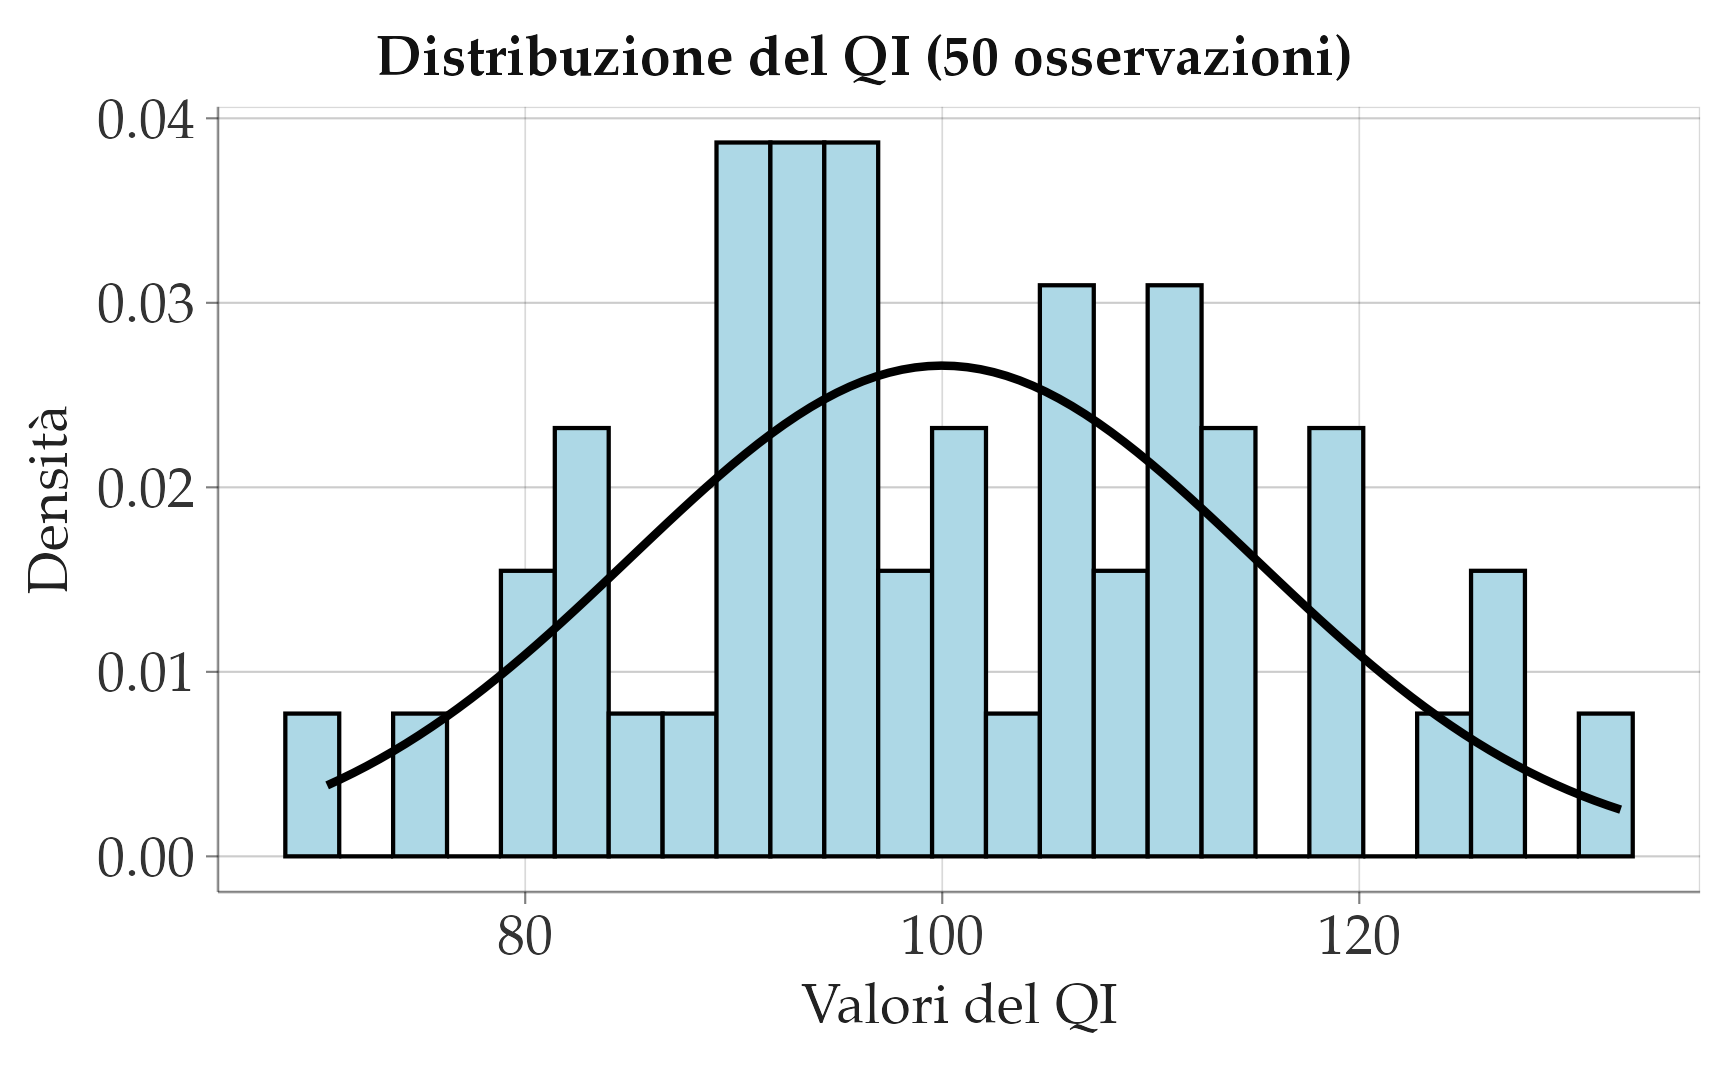 Distribuzione del QI (50 osservazioni)
0.04
0.03
0.02
0.01
0.00
Densità
80 100 120
Valori del QI